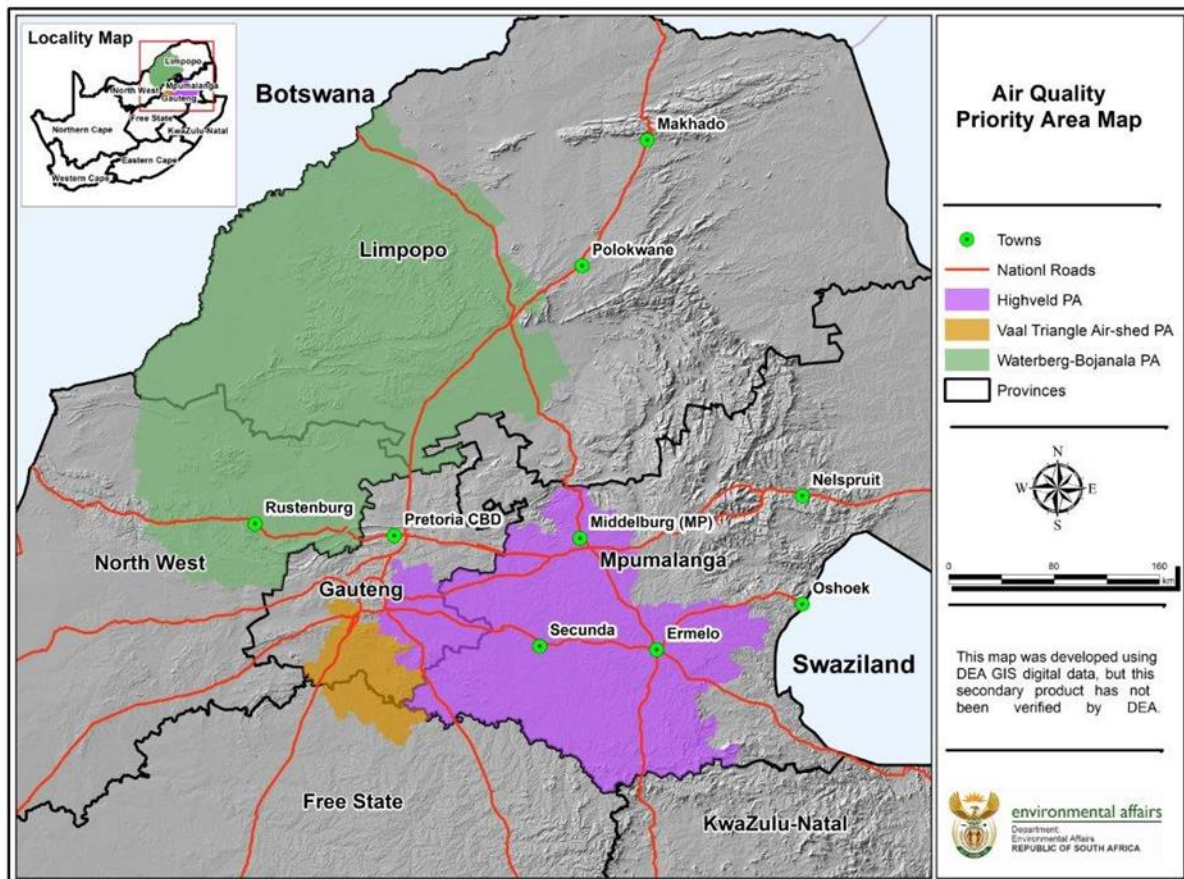 Locality Map
Limpopo
North West
Mpumalanga
Gauteng
Free State
Northern Cape
KwaZulu-Natal
Eastern Cape
Western Cape
Botswana
Makhado
Limpopo
Polokwane
Nelspruit
Rustenburg
Pretoria CBD
Middelburg (MP)
North West
Mpumalanga
Gauteng
Oshoek
Secunda
Ermelo
Swaziland
Free State
KwaZulu-Natal
Air Quality
Priority Area Map
Towns
Nationl Roads
Highveld PA
Vaal Triangle Air-shed PA
Waterberg-Bojanala PA
Provinces
N
W E
S
0 80 160
km
This map was developed using
DEA GIS digital data, but this
secondary product has not
been verified by DEA.
environmental affairs
Department:
Environmental Affairs
REPUBLIC OF SOUTH AFRICA